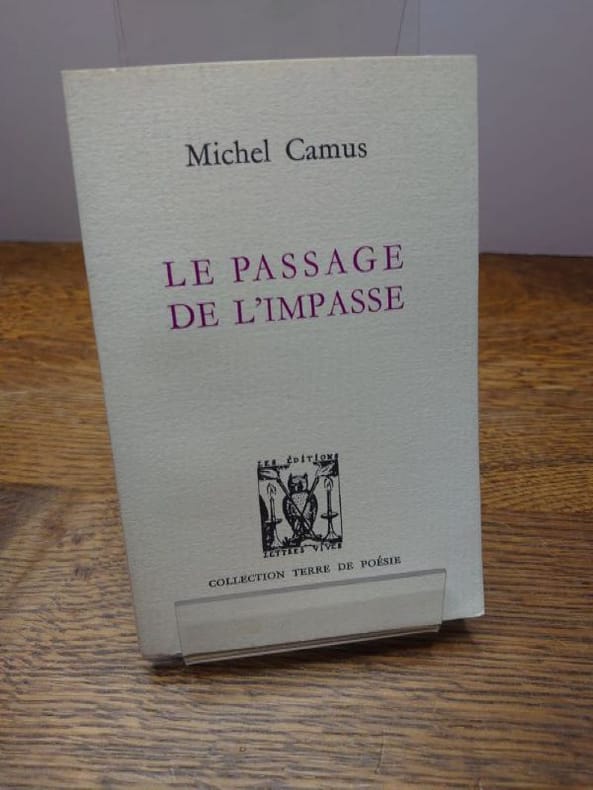 Michel Camus
LE PASSAGE
DE L'IMPASSE
LES ÉDITIONS
LETTRES VIVES
COLLECTION TERRE DE POÉSIE